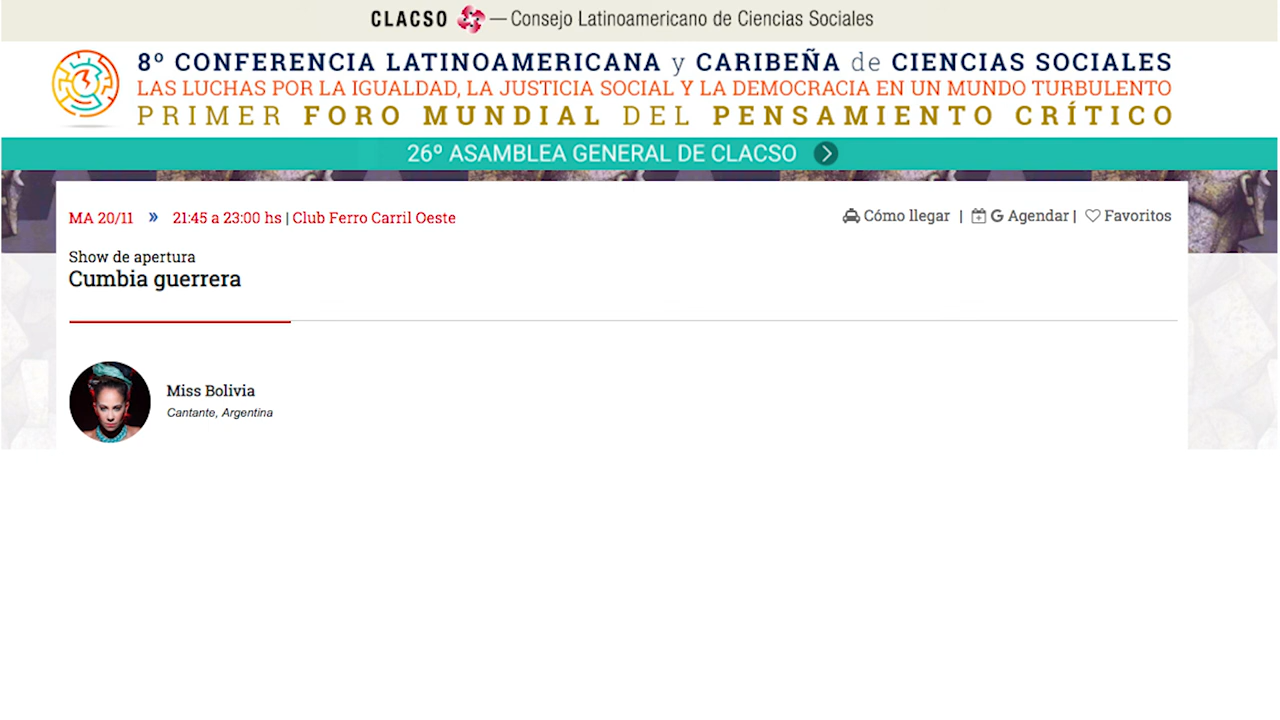 CLACSO — Consejo Latinoamericano de Ciencias Sociales
8º CONFERENCIA LATINOAMERICANA y CARIBEÑA de CIENCIAS SOCIALES
LAS LUCHAS POR LA IGUALDAD, LA JUSTICIA SOCIAL Y LA DEMOCRACIA EN UN MUNDO TURBULENTO
PRIMER FORO MUNDIAL DEL PENSAMIENTO CRÍTICO
26º ASAMBLEA GENERAL DE CLACSO
MA 20/11 » 21:45 a 23:00 hs | Club Ferro Carril Oeste
Cómo llegar | G Agendar | Favoritos
Show de apertura
Cumbia guerrera
Miss Bolivia
Cantante, Argentina